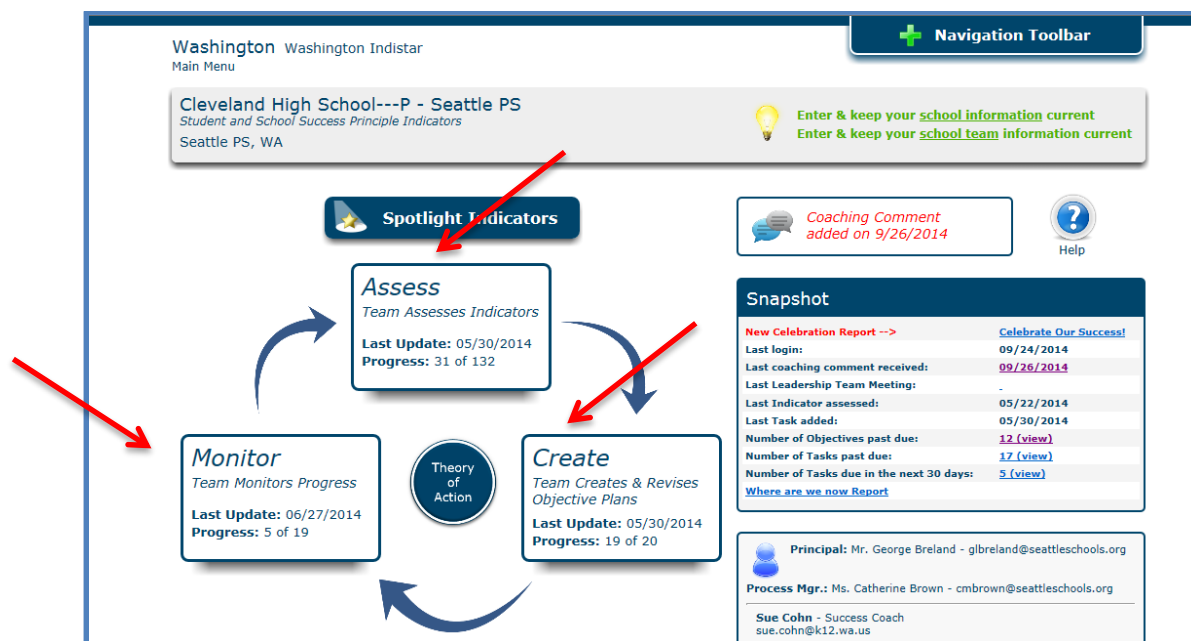 Navigation Toolbar
Washington Washington Indistar
Main Menu
Cleveland High School---P - Seattle PS
Student and School Success Principle Indicators
Seattle PS, WA
Enter & keep your school information current
Enter & keep your school team information current
Spotlight Indicators
Coaching Comment
added on 9/26/2014
Help
Assess
Team Assesses Indicators
Last Update: 05/30/2014
Progress: 31 of 132
Monitor
Team Monitors Progress
Last Update: 06/27/2014
Progress: 5 of 19
Theory
of
Action
Create
Team Creates & Revises
Objective Plans
Last Update: 05/30/2014
Progress: 19 of 20
Snapshot
New Celebration Report --> Celebrate Our Success!
Last login: 09/24/2014
Last coaching comment received: 09/26/2014
Last Leadership Team Meeting:
Last Indicator assessed: 05/22/2014
Last Task added: 05/30/2014
Number of Objectives past due: 12 (view)
Number of Tasks past due: 17 (view)
Number of Tasks due in the next 30 days: 5 (view)
Where are we now Report
Principal: Mr. George Breland - glbreland@seattleschools.org
Process Mgr.: Ms. Catherine Brown - cmbrown@seattleschools.org
Sue Cohn - Success Coach
sue.cohn@k12.wa.us